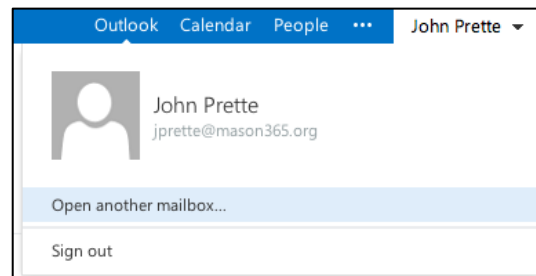 Outlook Calendar People ••• John Prette
John Prette
jprette@mason365.org
Open another mailbox...
Sign out